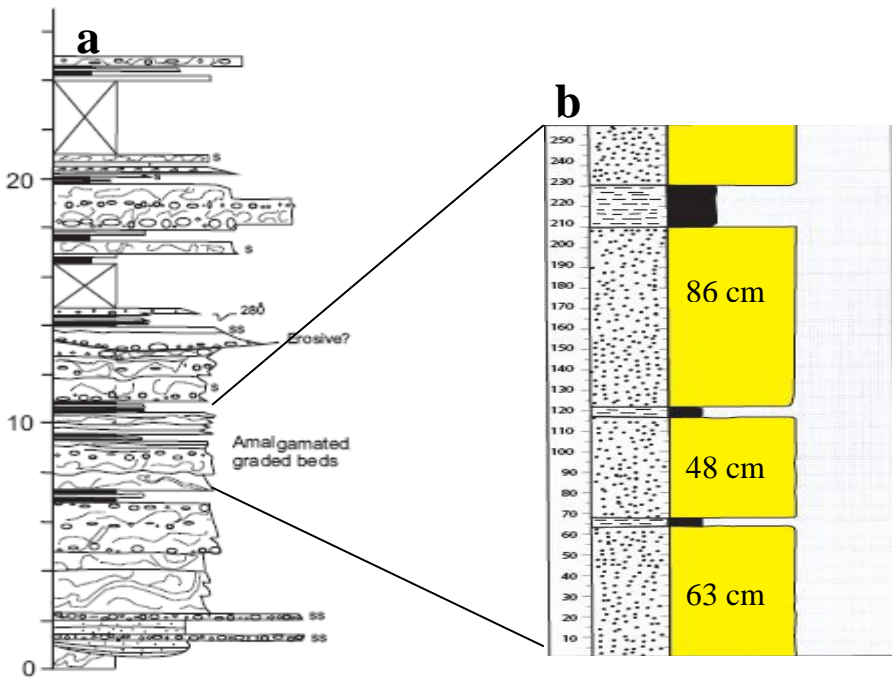 a
b
20
10
0
s
s
s
280
ss
Erosive?
s
Amalgamated
graded beds
ss
ss
250
240
230
220
210
200
190
180
170
160
150
140
130
120
110
100
90
80
70
60
50
40
30
20
10
86 cm
48 cm
63 cm